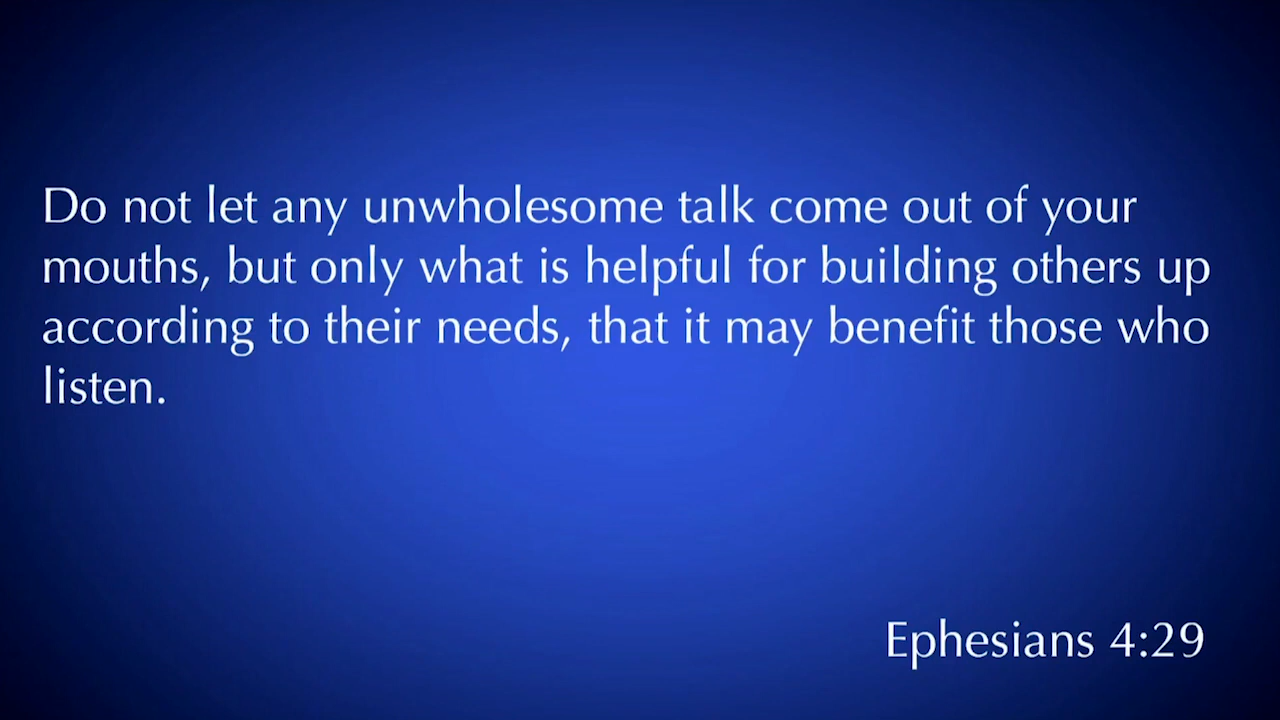 Do not let any unwholesome talk come out of your
mouths, but only what is helpful for building others up
according to their needs, that it may benefit those who
listen.
Ephesians 4:29